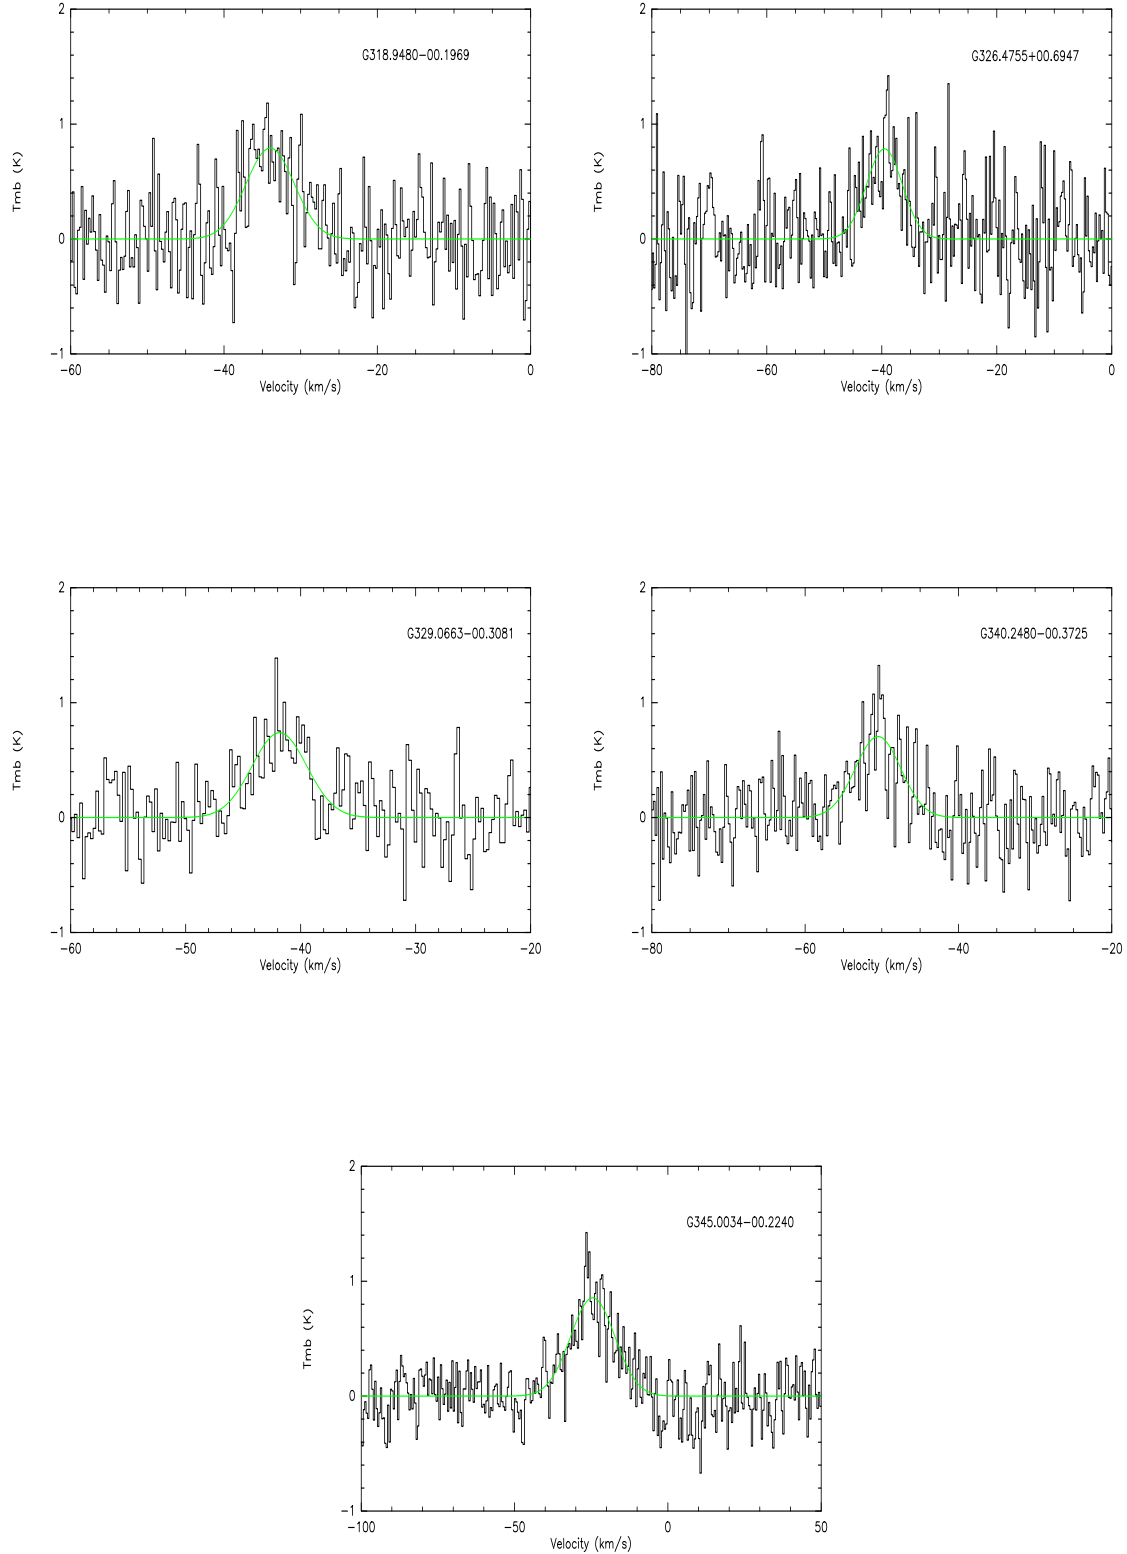 2
2
G318.9480−00.1969
G326.4755+00.6947
1
1
Tmb (K)
Tmb (K)
0
0
−1
−1
−60
−40
−20
0
−80
−60
−40
−20
0
Velocity (km/s)
Velocity (km/s)
2
2
G329.0663−00.3081
G340.2480−00.3725
1
1
Tmb (K)
Tmb (K)
0
0
−1
−1
−60
−50
−40
−30
−20
−80
−60
−40
−20
Velocity (km/s)
Velocity (km/s)
2
G345.0034−00.2240
1
Tmb (K)
0
−1
−100
−50
0
50
Velocity (km/s)